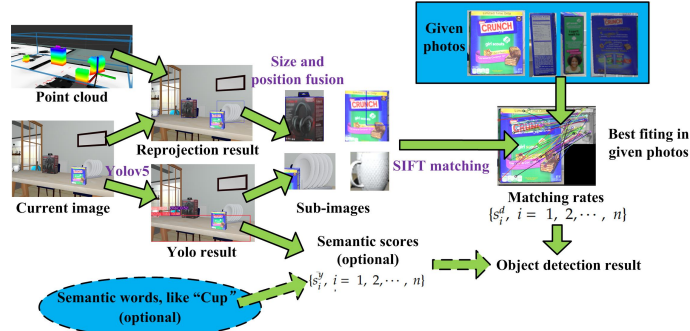 Given
photos
CRUNCH
girl scouts
Size and
position fusion
Point cloud
Reprojection result
CRUNCH
Best fiting in
given photos
Yolov5
SIFT matching
Current image
Sub-images
Matching rates
{s_i^d, i = 1, 2, ⋯, n}
Yolo result
Semantic scores
(optional)
{s_i^y, i = 1, 2, ⋯, n}
Object detection result
Semantic words, like “Cup”
(optional)